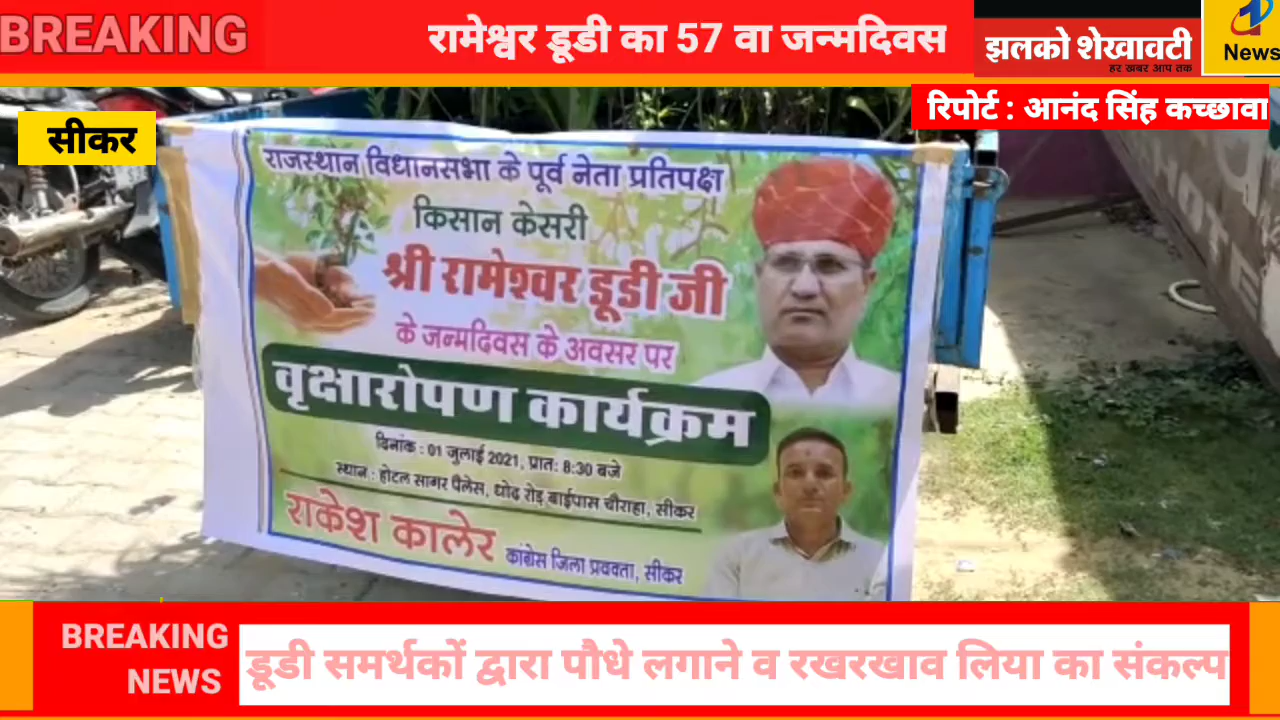 BREAKING
रामेश्वर डूडी का 57 वा जन्मदिवस
झलको शेखावटी
हर खबर आप तक
1
News
रिपोर्ट : आनंद सिंह कच्छावा
सीकर
राजस्थान विधानसभा के पूर्व नेता प्रतिपक्ष
किसान केसरी
श्री रामेश्वर डूडी जी
के जन्मदिवस के अवसर पर
वृक्षारोपण कार्यक्रम
दिनांक : 01 जुलाई 2021, प्रात: 8:30 बजे
स्थान : होटल सागर पैलेस, धोद रोड़ बाईपास चौराहा, सीकर
राकेश कालेर
कांग्रेस जिला प्रवक्ता, सीकर
BREAKING
NEWS
डूडी समर्थकों द्वारा पौधे लगाने व रखरखाव लिया का संकल्प